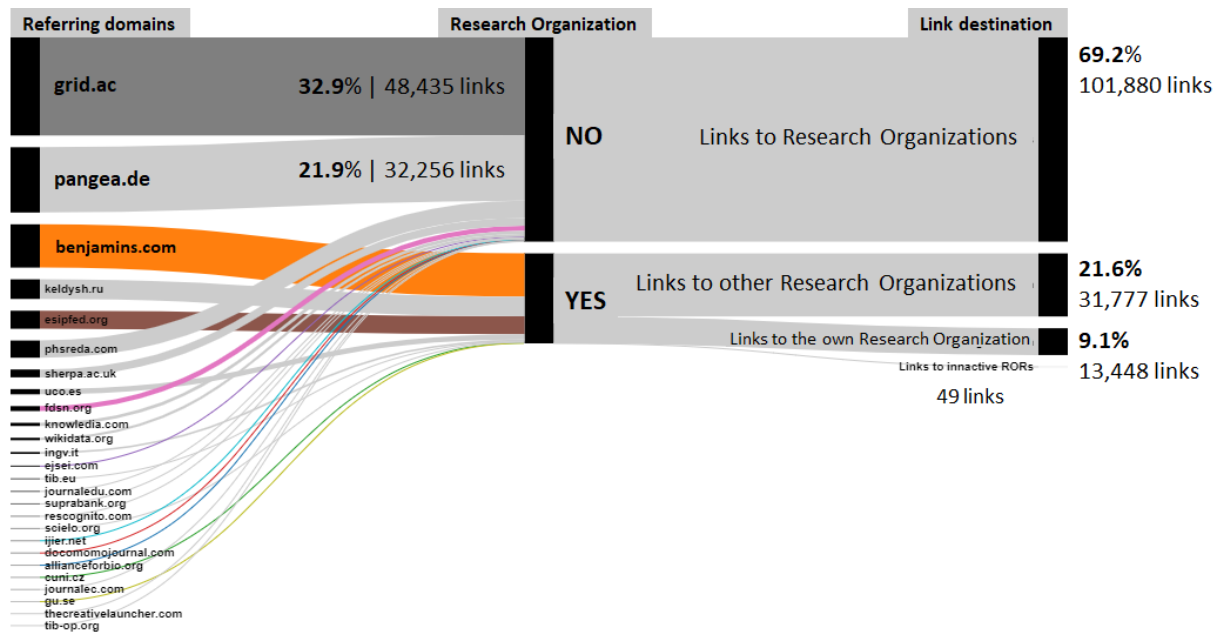 Referring domains
Research Organization
Link destination
grid.ac
32.9% | 48,435 links
69.2%
101,880 links
NO
Links to Research Organizations
pangea.de
21.9% | 32,256 links
benjamins.com
YES
Links to other Research Organizations
21.6%
31,777 links
keldysh.ru
esipfed.org
Links to the own Research Organization
9.1%
13,448 links
phsreda.com
Links to innactive RORs
49 links
sherpa.ac.uk
uco.es
fdsn.org
knowledia.com
wikidata.org
ingv.it
ejsei.com
tib.eu
journaledu.com
suprabank.org
rescognito.com
scielo.org
ijier.net
docomomojournal.com
allianceforbio.org
cuni.cz
journalec.com
gu.se
thecreativelauncher.com
tib-op.org